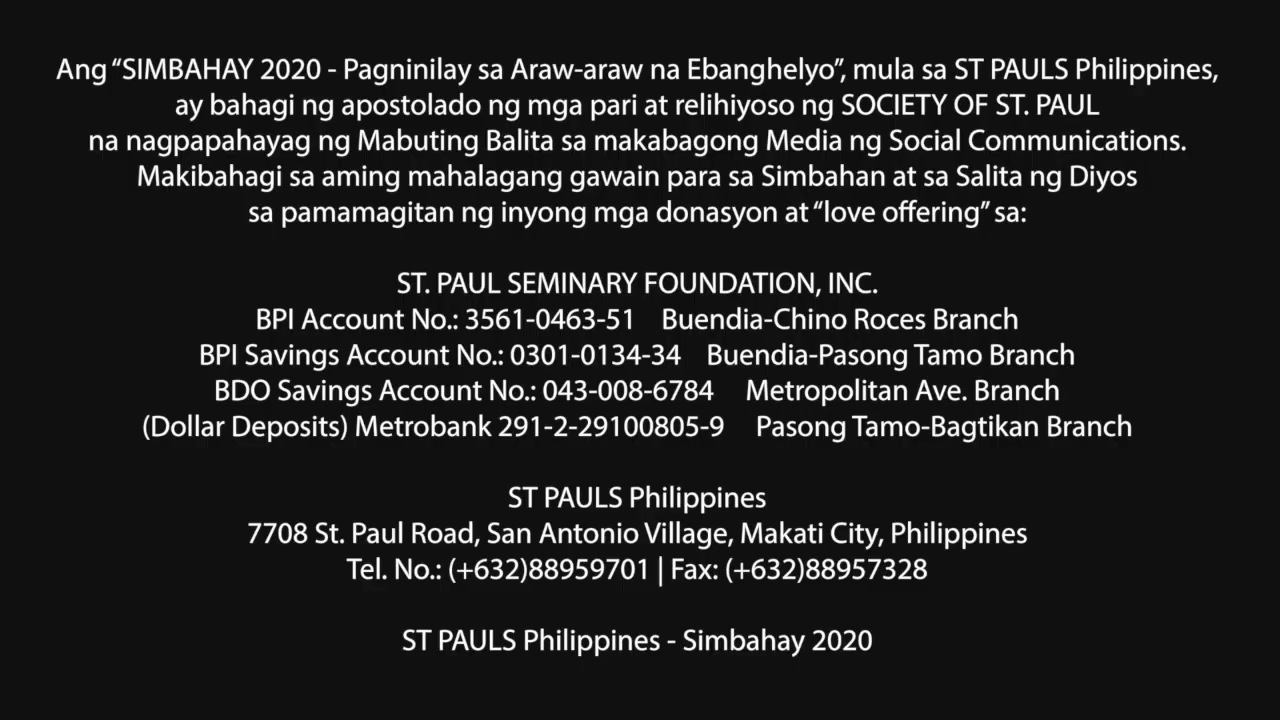 Ang “SIMBAHAY 2020 - Pagninilay sa Araw-araw na Ebanghelyo”, mula sa ST PAULS Philippines,
ay bahagi ng apostolado ng mga pari at relihiyoso ng SOCIETY OF ST. PAUL
na nagpapahayag ng Mabuting Balita sa makabagong Media ng Social Communications.
Makibahagi sa aming mahalagang gawain para sa Simbahan at sa Salita ng Diyos
sa pamamagitan ng inyong mga donasyon at “love offering” sa:
ST. PAUL SEMINARY FOUNDATION, INC.
BPI Account No.: 3561-0463-51 Buendia-Chino Roces Branch
BPI Savings Account No.: 0301-0134-34 Buendia-Pasong Tamo Branch
BDO Savings Account No.: 043-008-6784 Metropolitan Ave. Branch
(Dollar Deposits) Metrobank 291-2-29100805-9 Pasong Tamo-Bagtikan Branch
ST PAULS Philippines
7708 St. Paul Road, San Antonio Village, Makati City, Philippines
Tel. No.: (+632)88959701 | Fax: (+632)88957328
ST PAULS Philippines - Simbahay 2020